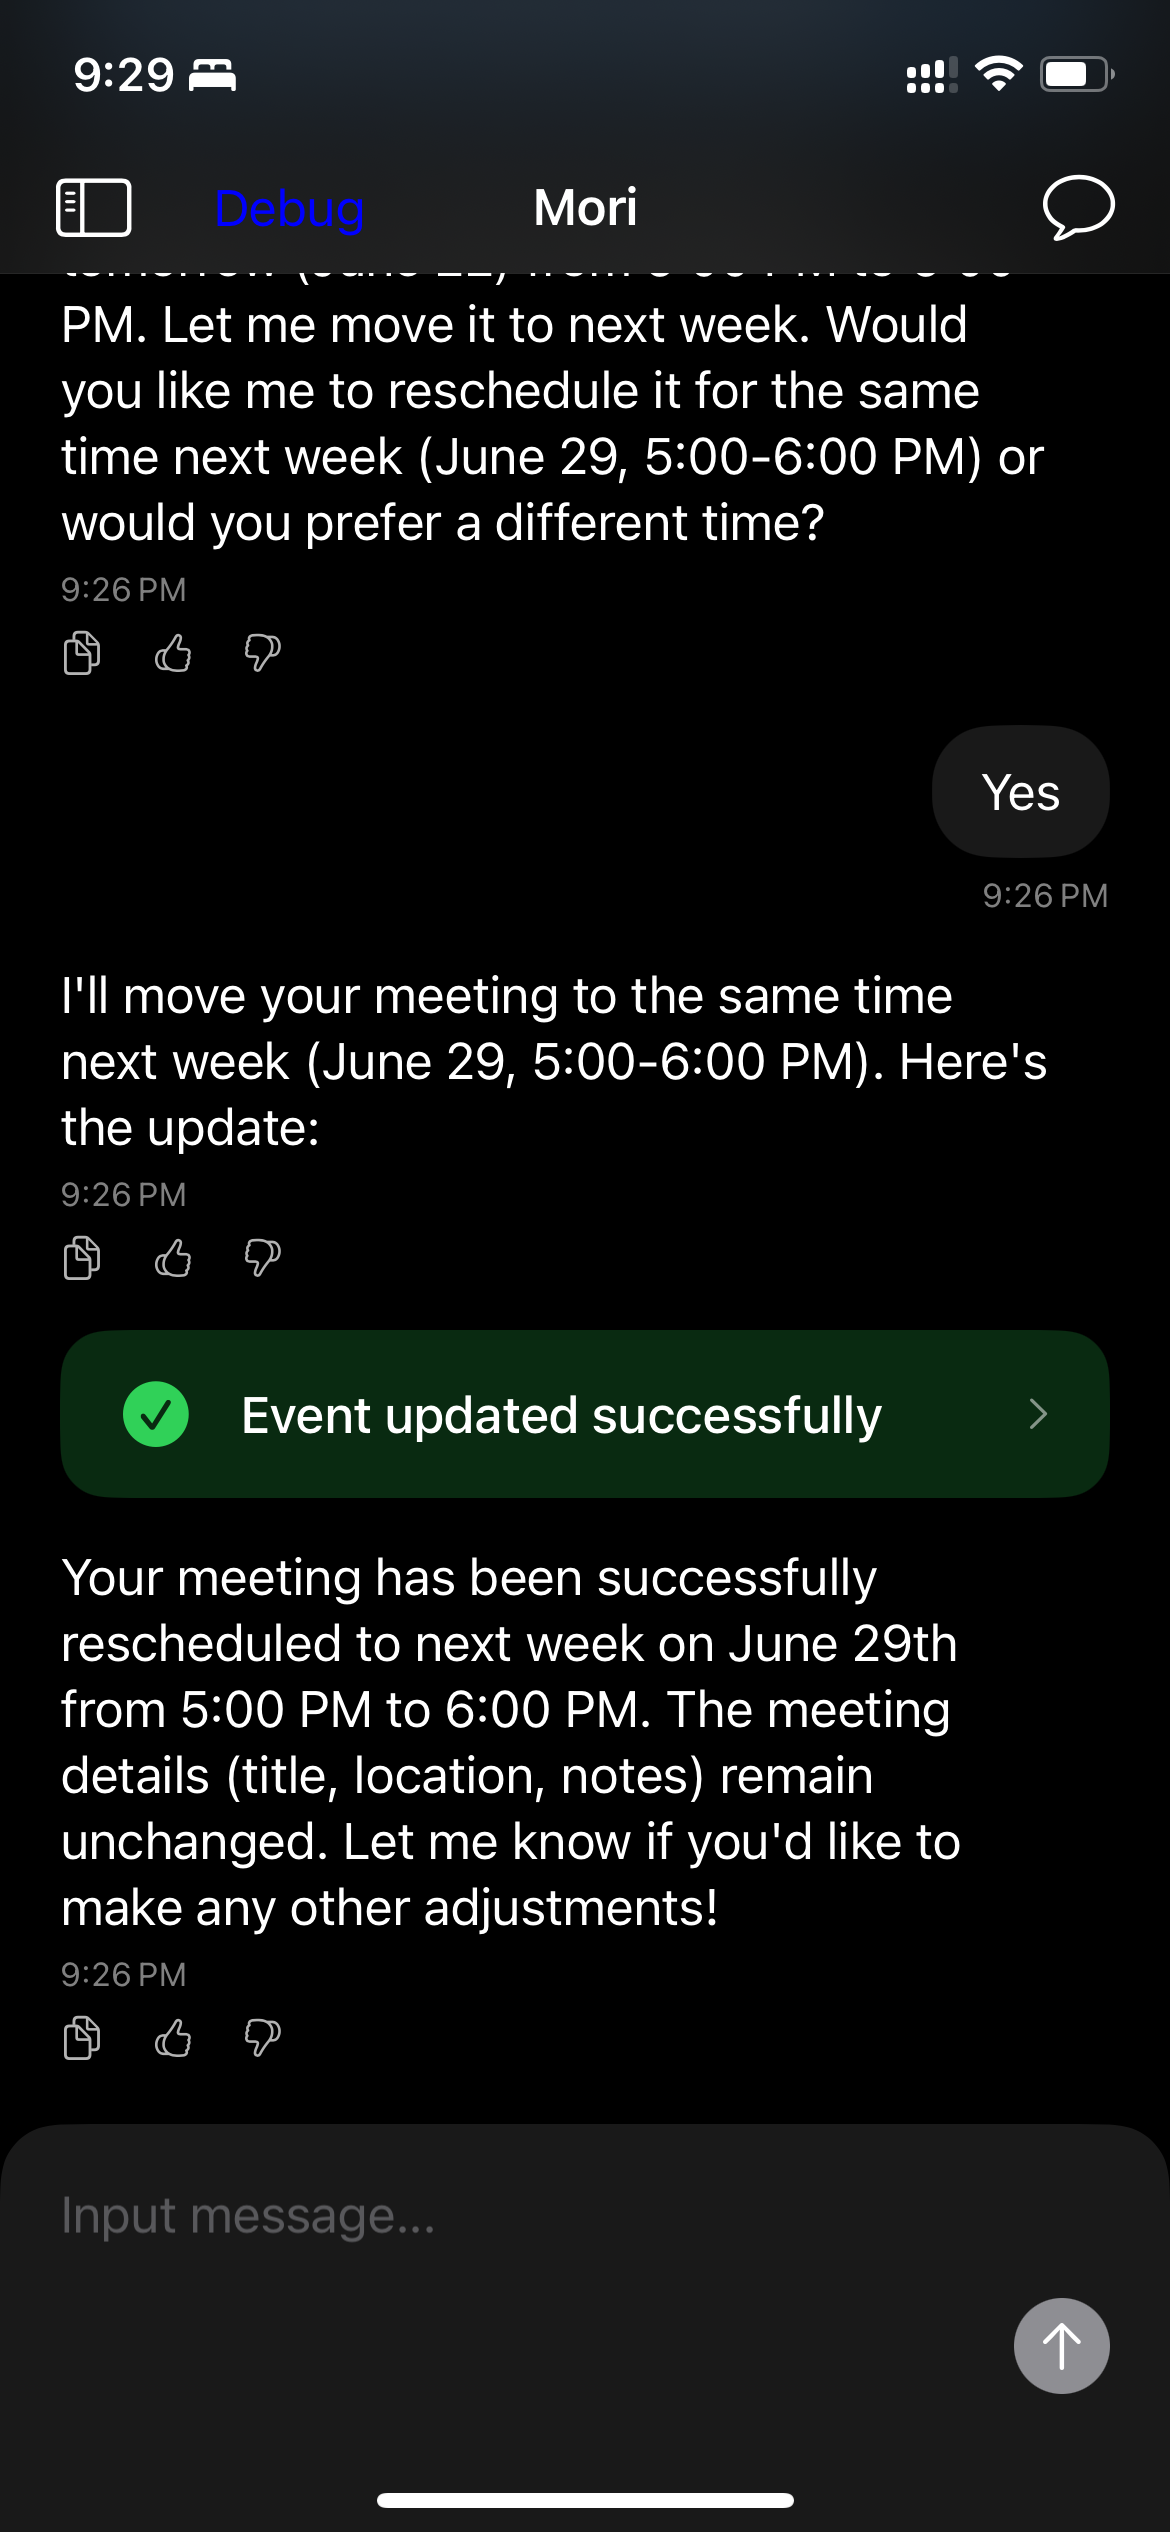 9:29
Debug
Mori
PM. Let me move it to next week. Would
you like me to reschedule it for the same
time next week (June 29, 5:00-6:00 PM) or
would you prefer a different time?
9:26 PM
Yes
9:26 PM
I'll move your meeting to the same time
next week (June 29, 5:00-6:00 PM). Here's
the update:
9:26 PM
Event updated successfully
Your meeting has been successfully
rescheduled to next week on June 29th
from 5:00 PM to 6:00 PM. The meeting
details (title, location, notes) remain
unchanged. Let me know if you'd like to
make any other adjustments!
9:26 PM
Input message...